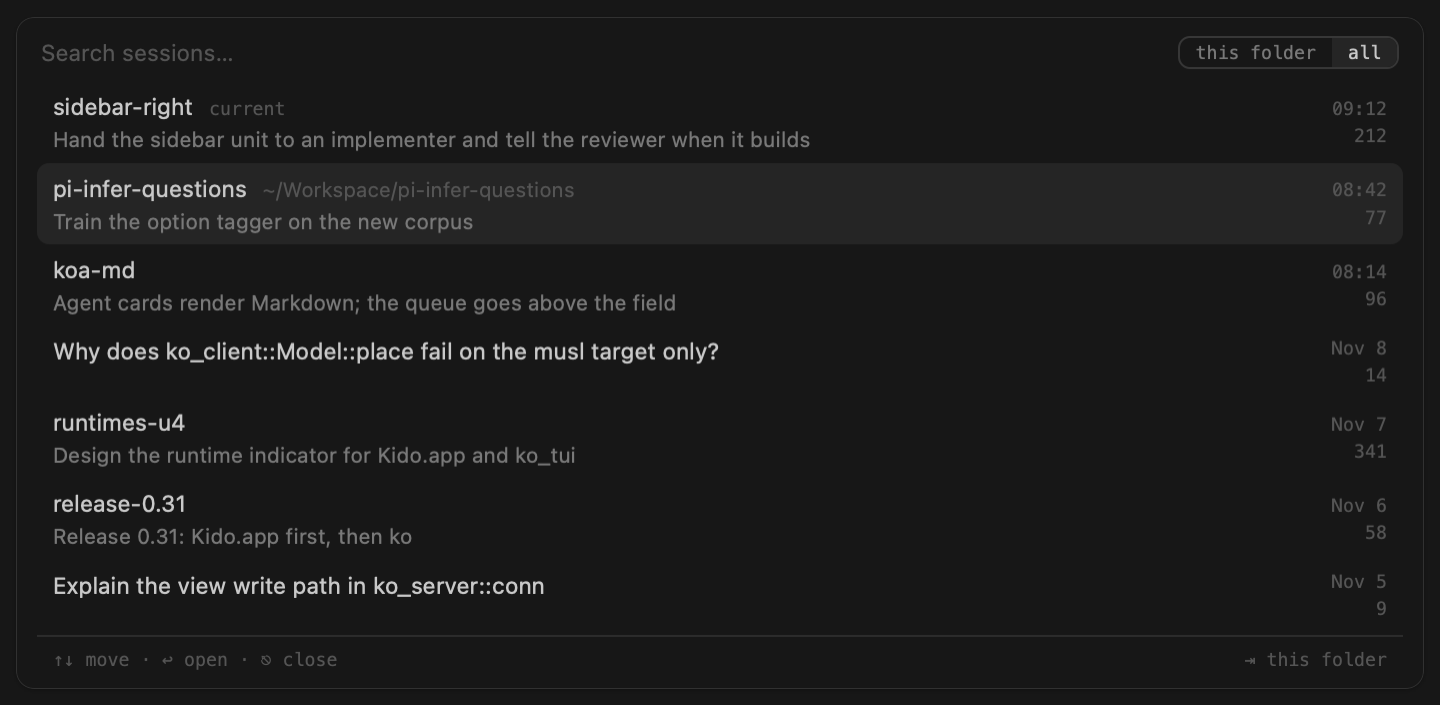 Search sessions...
this folder all
sidebar-right current 09:12
Hand the sidebar unit to an implementer and tell the reviewer when it builds 212
pi-infer-questions ~/Workspace/pi-infer-questions 08:42
Train the option tagger on the new corpus 77
koa-md 08:14
Agent cards render Markdown; the queue goes above the field 96
Why does ko_client::Model::place fail on the musl target only? Nov 8
14
runtimes-u4 Nov 7
Design the runtime indicator for Kido.app and ko_tui 341
release-0.31 Nov 6
Release 0.31: Kido.app first, then ko 58
Explain the view write path in ko_server::conn Nov 5
9
↑↓ move · ↩ open · ⎋ close ⇥ this folder